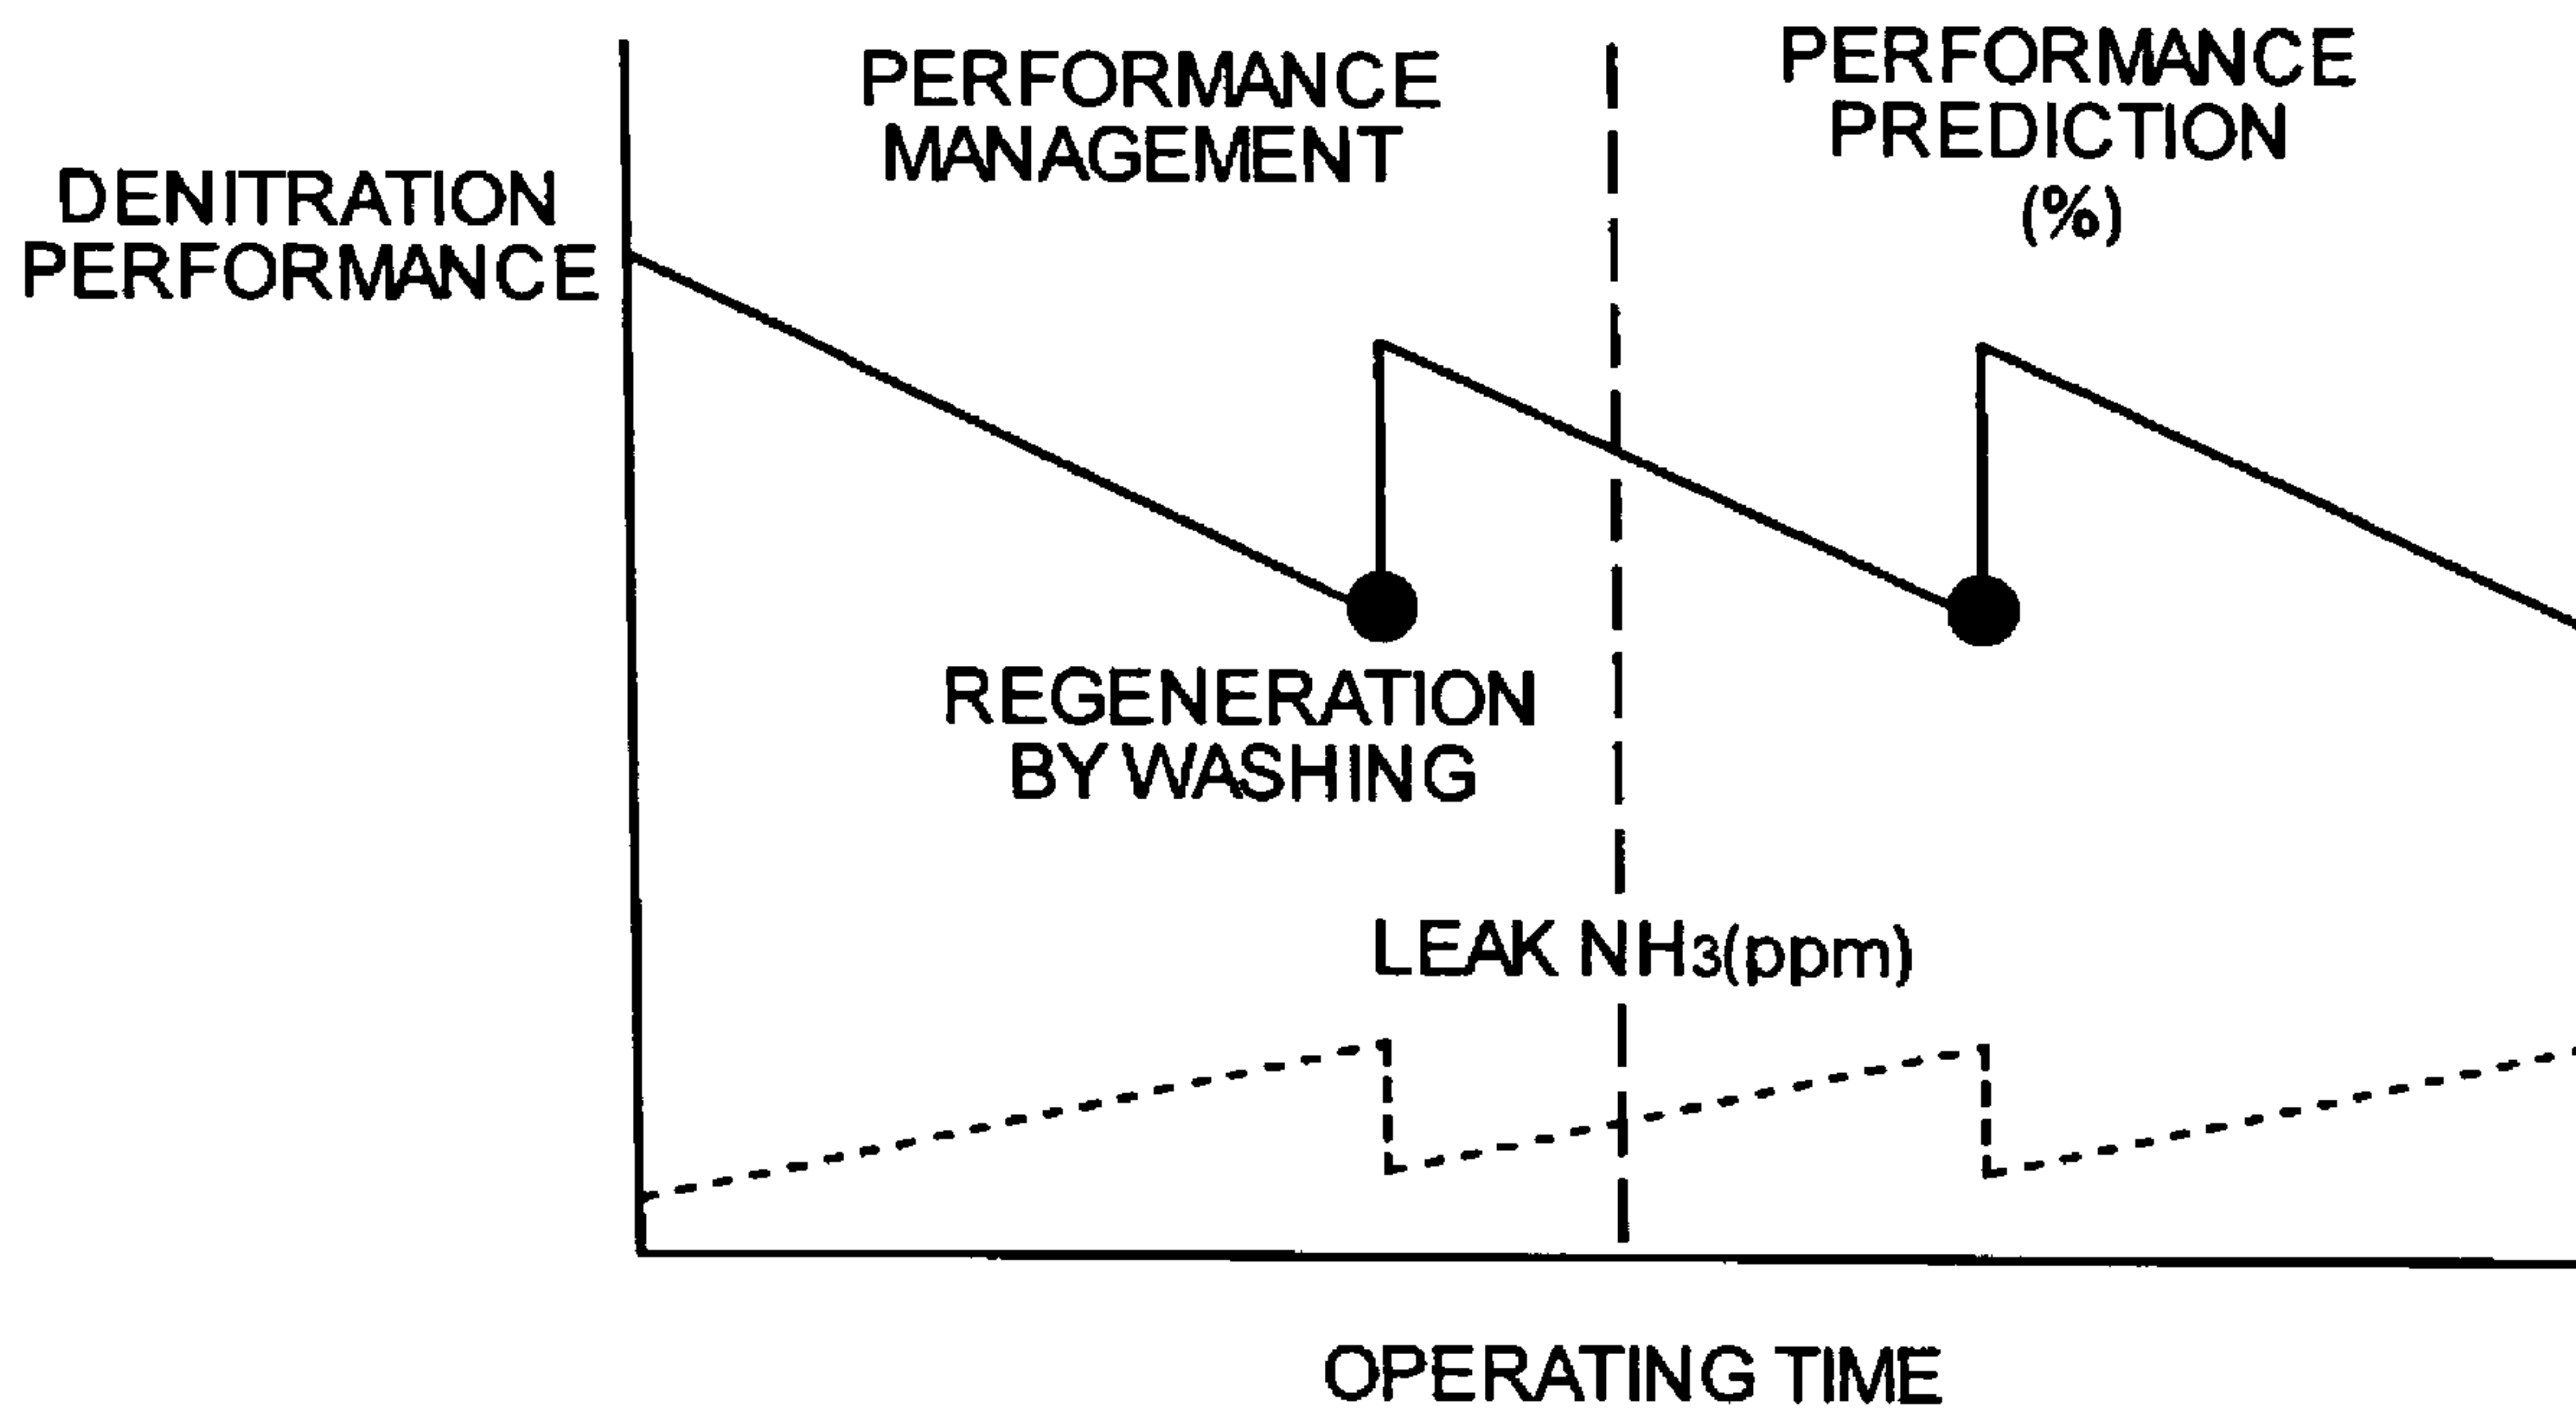 PERFORMANCE
MANAGEMENT
PERFORMANCE
PREDICTION
(%)
DENITRATION
PERFORMANCE
REGENERATION
BY WASHING
LEAK NH3(ppm)
OPERATING TIME